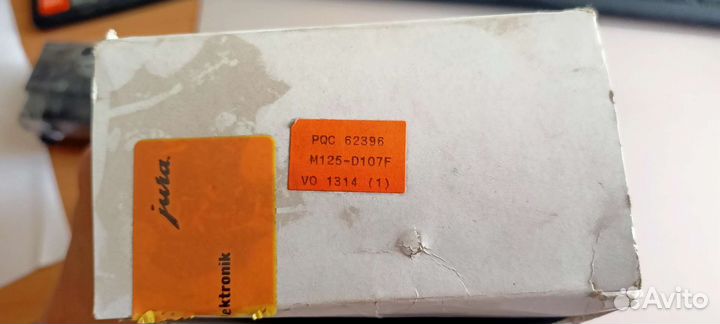 PQC 62396
M125-D107F
VO 1314 (1)
jura
ektronik
Avito